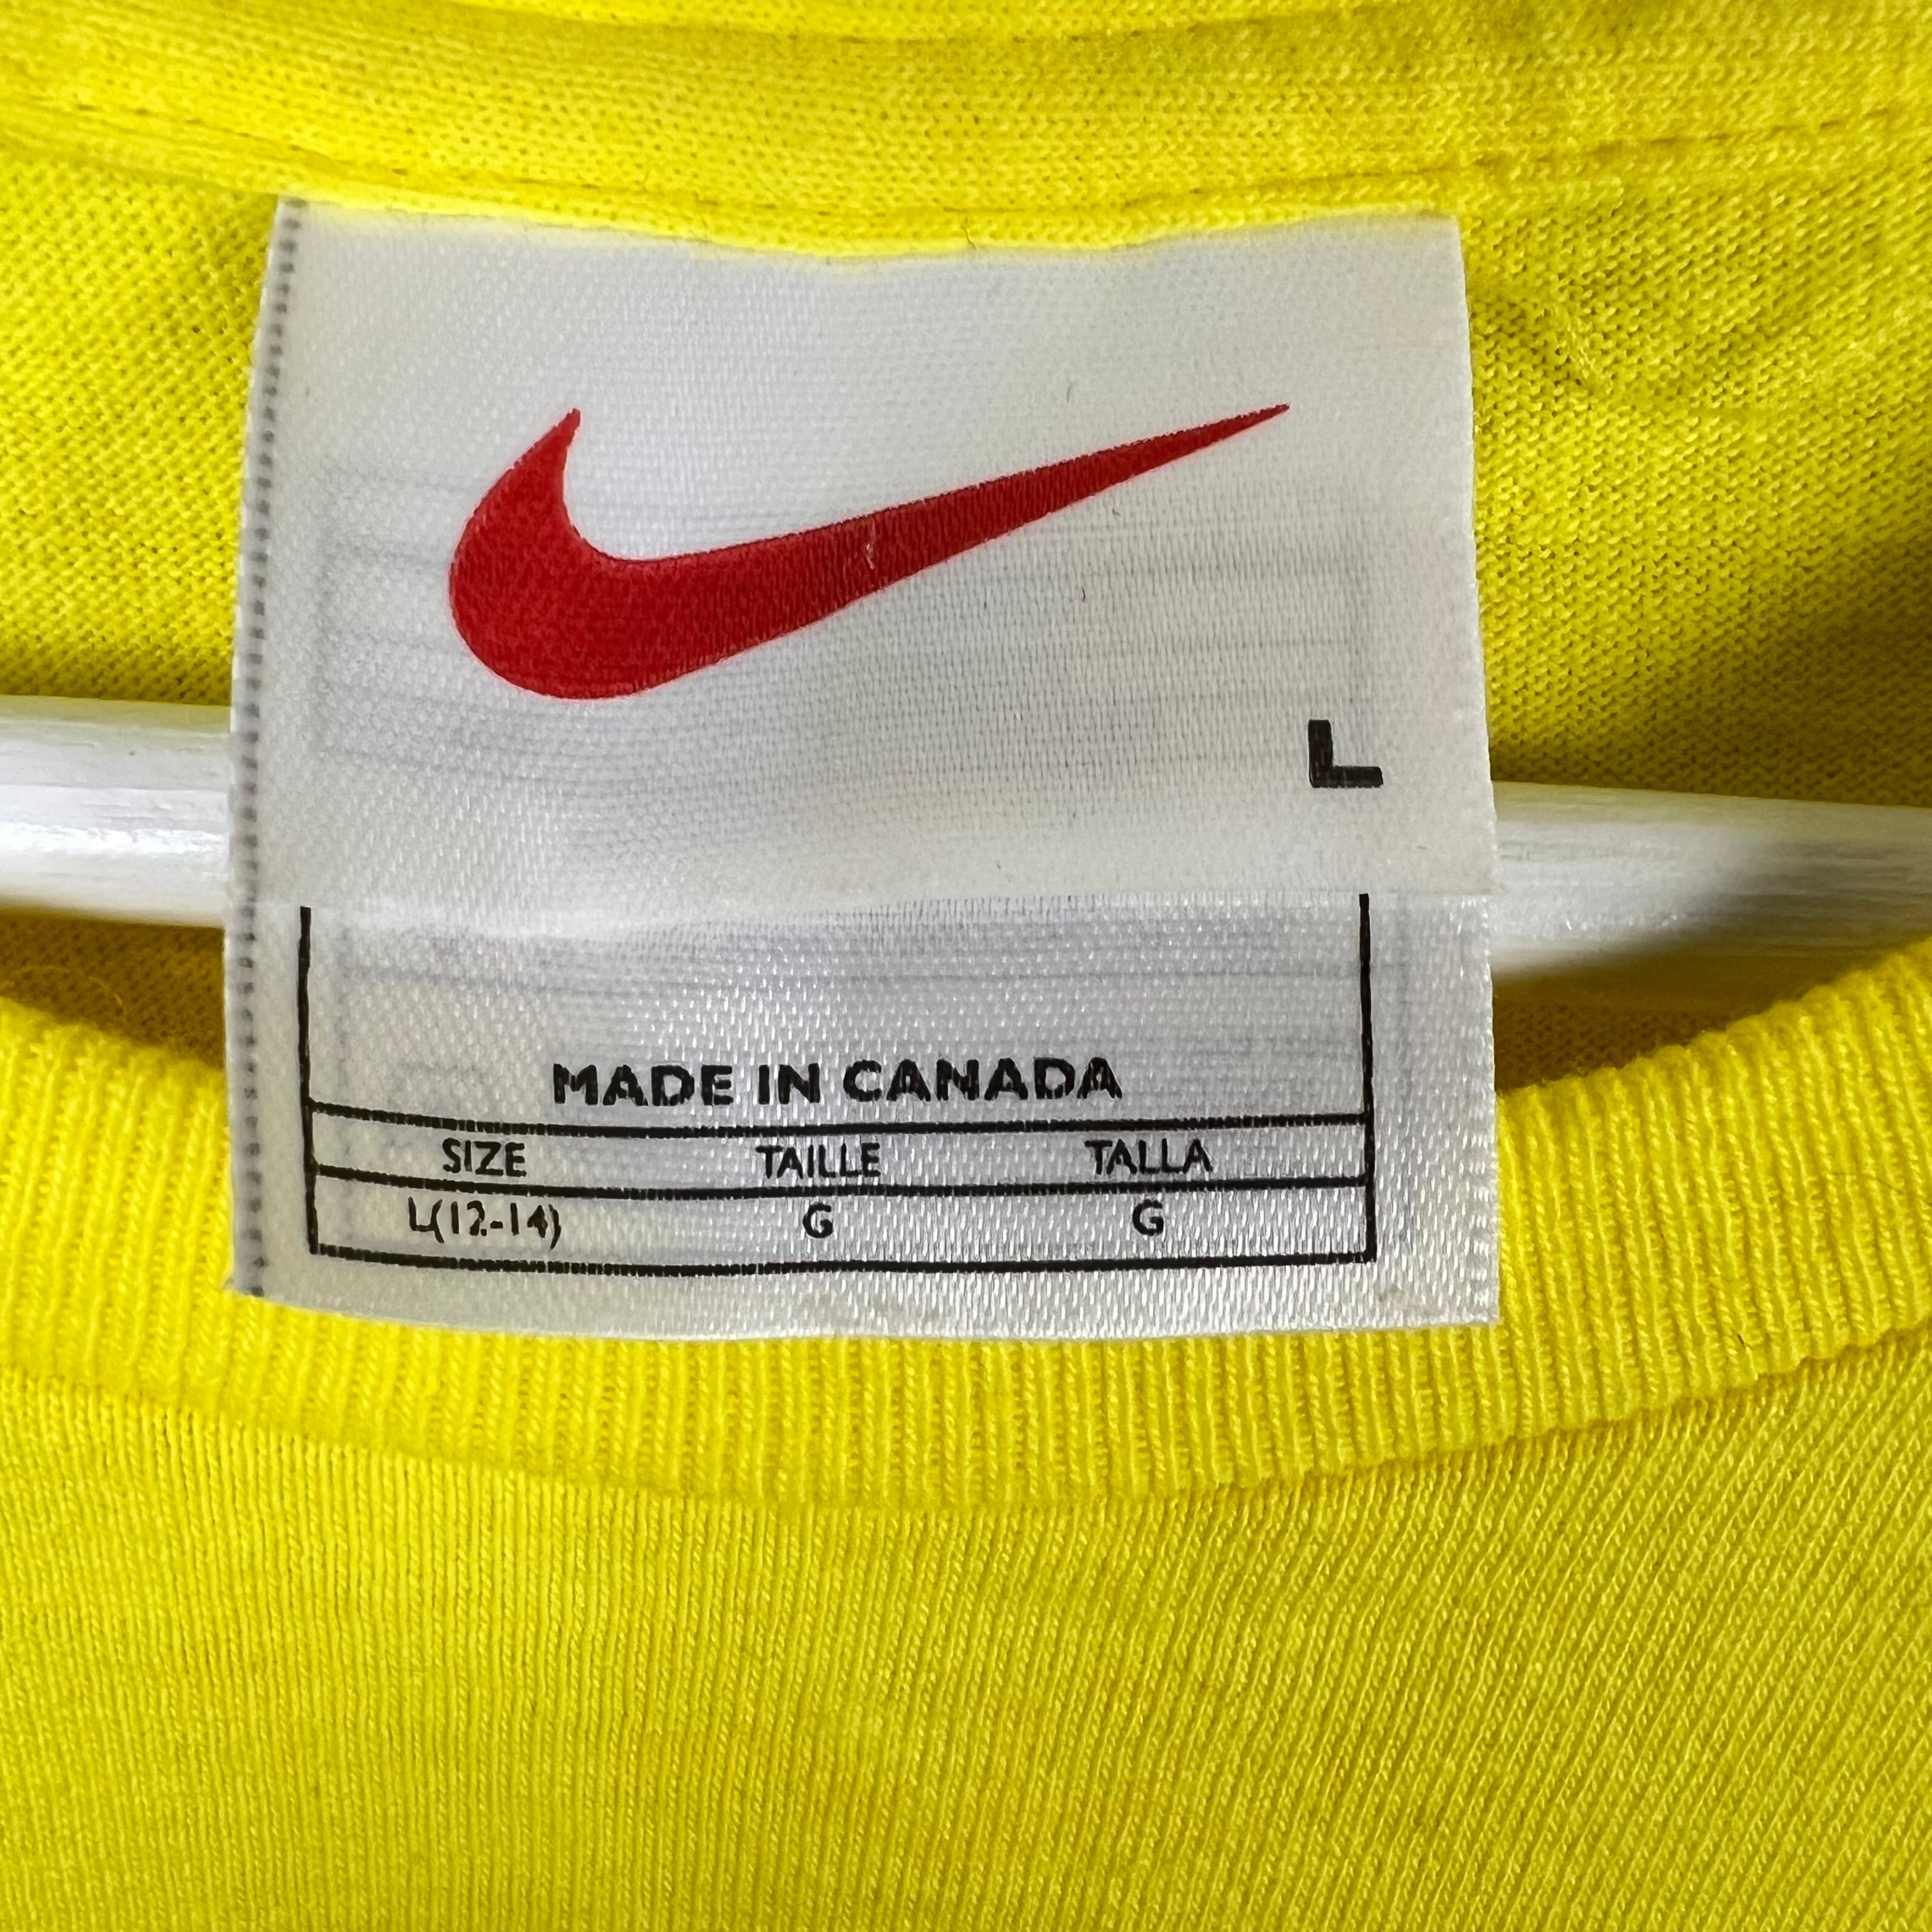 L
MADE IN CANADA
SIZE TAILLE TALLA
L(12-14) G G